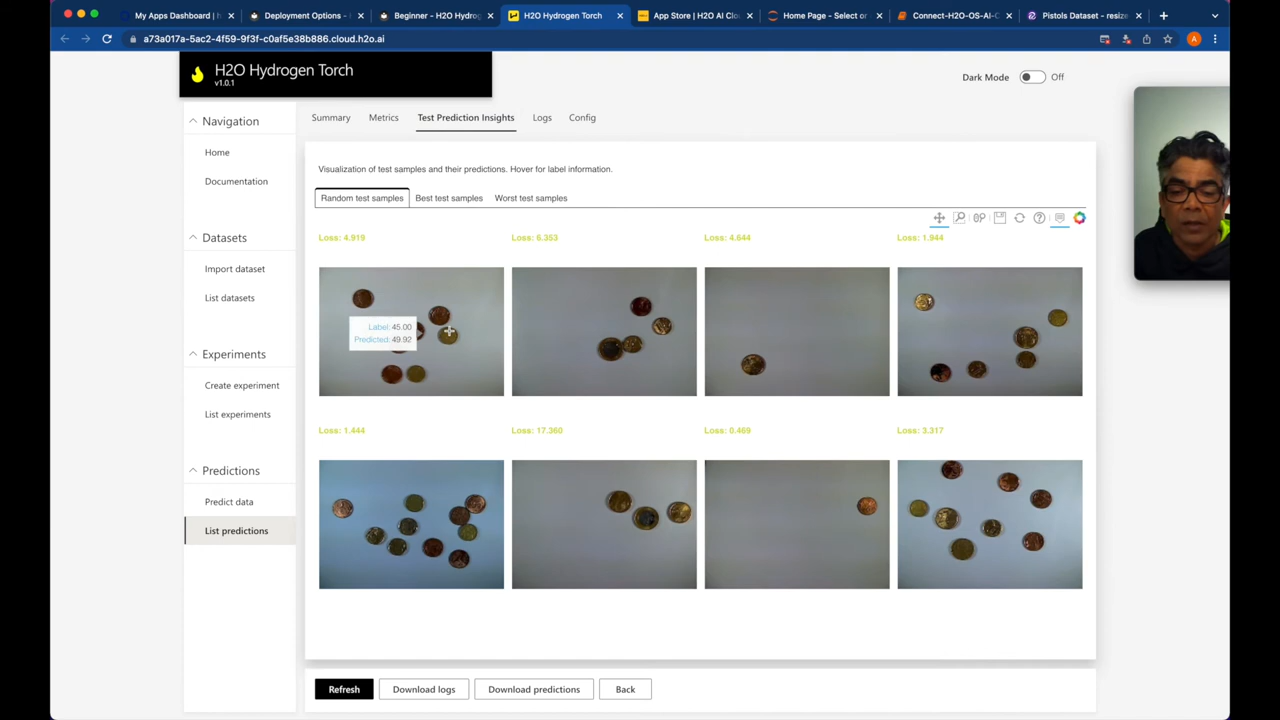 My Apps Dashboard | h
Deployment Options - H
Beginner - H2O Hydrog
H2O Hydrogen Torch
App Store | H2O AI Clou
Home Page - Select or
Connect-H2O-OS-AI-C
Pistols Dataset - resize
a73a017a-5ac2-4f59-9f3f-c0af5e38b886.cloud.h2o.ai
A
H2O Hydrogen Torch
v1.0.1
Dark Mode
Off
Navigation
Home
Documentation
Datasets
Import dataset
List datasets
Experiments
Create experiment
List experiments
Predictions
Predict data
List predictions
Summary
Metrics
Test Prediction Insights
Logs
Config
Visualization of test samples and their predictions. Hover for label information.
Random test samples
Best test samples
Worst test samples
Loss: 4.919
Loss: 6.353
Loss: 4.644
Loss: 1.944
Label: 45.00
Predicted: 49.92
Loss: 1.444
Loss: 17.360
Loss: 0.469
Loss: 3.317
Refresh
Download logs
Download predictions
Back